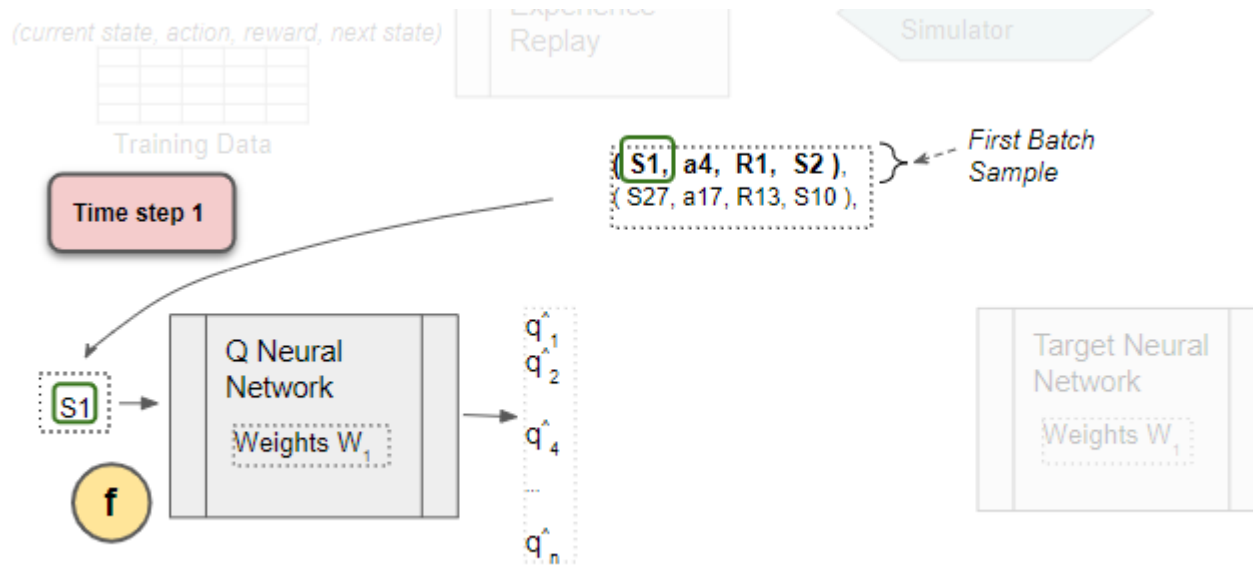 (current state, action, reward, next state)
Experience
Replay
Simulator
Training Data
( S1, a4, R1, S2 ),
( S27, a17, R13, S10 ),
First Batch
Sample
Time step 1
S1
Q Neural
Network
Weights W₁
q^₁
q^₂
q^₄
...
q^ₙ
Target Neural
Network
Weights W₁
f